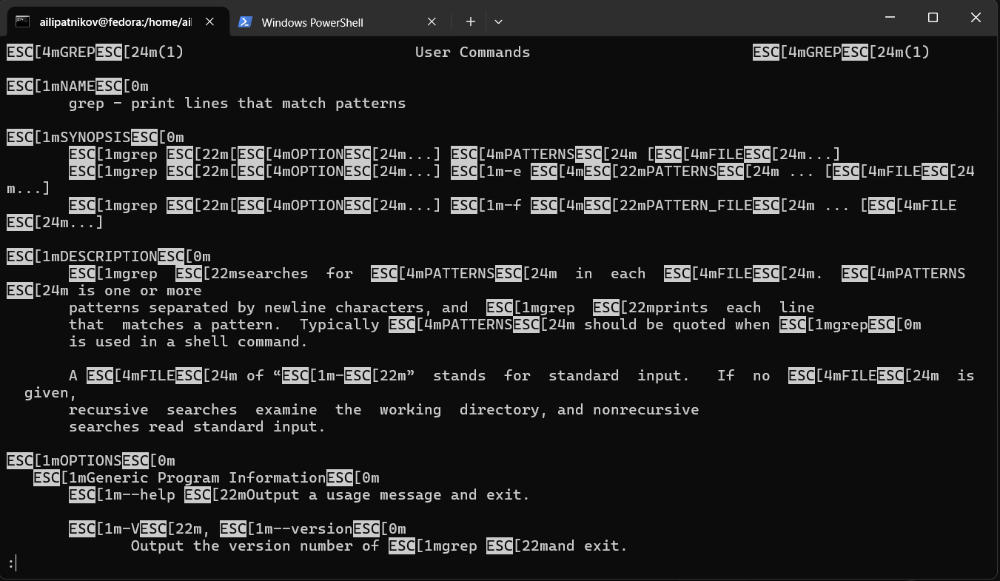 ailipatnikov@fedora:/home/ail
Windows PowerShell
ESC[4mGREPESC[24m(1) User Commands ESC[4mGREPESC[24m(1)
ESC[1mNAMEESC[0m
grep - print lines that match patterns
ESC[1mSYNOPSISESC[0m
ESC[1mgrep ESC[22m[ESC[4mOPTIONESC[24m...] ESC[4mPATTERNSESC[24m [ESC[4mFILEESC[24m...]
ESC[1mgrep ESC[22m[ESC[4mOPTIONESC[24m...] ESC[1m-e ESC[4mESC[22mPATTERNSESC[24m ... [ESC[4mFILEESC[24
m...]
ESC[1mgrep ESC[22m[ESC[4mOPTIONESC[24m...] ESC[1m-f ESC[4mESC[22mPATTERN_FILEESC[24m ... [ESC[4mFILE
ESC[24m...]
ESC[1mDESCRIPTIONESC[0m
ESC[1mgrep ESC[22msearches for ESC[4mPATTERNSESC[24m in each ESC[4mFILEESC[24m. ESC[4mPATTERNS
ESC[24m is one or more
patterns separated by newline characters, and ESC[1mgrep ESC[22mprints each line
that matches a pattern. Typically ESC[4mPATTERNSESC[24m should be quoted when ESC[1mgrepESC[0m
is used in a shell command.
A ESC[4mFILEESC[24m of “ESC[1m-ESC[22m” stands for standard input. If no ESC[4mFILEESC[24m is
given,
recursive searches examine the working directory, and nonrecursive
searches read standard input.
ESC[1mOPTIONSESC[0m
ESC[1mGeneric Program InformationESC[0m
ESC[1m--help ESC[22mOutput a usage message and exit.
ESC[1m-VESC[22m, ESC[1m--versionESC[0m
Output the version number of ESC[1mgrep ESC[22mand exit.
: